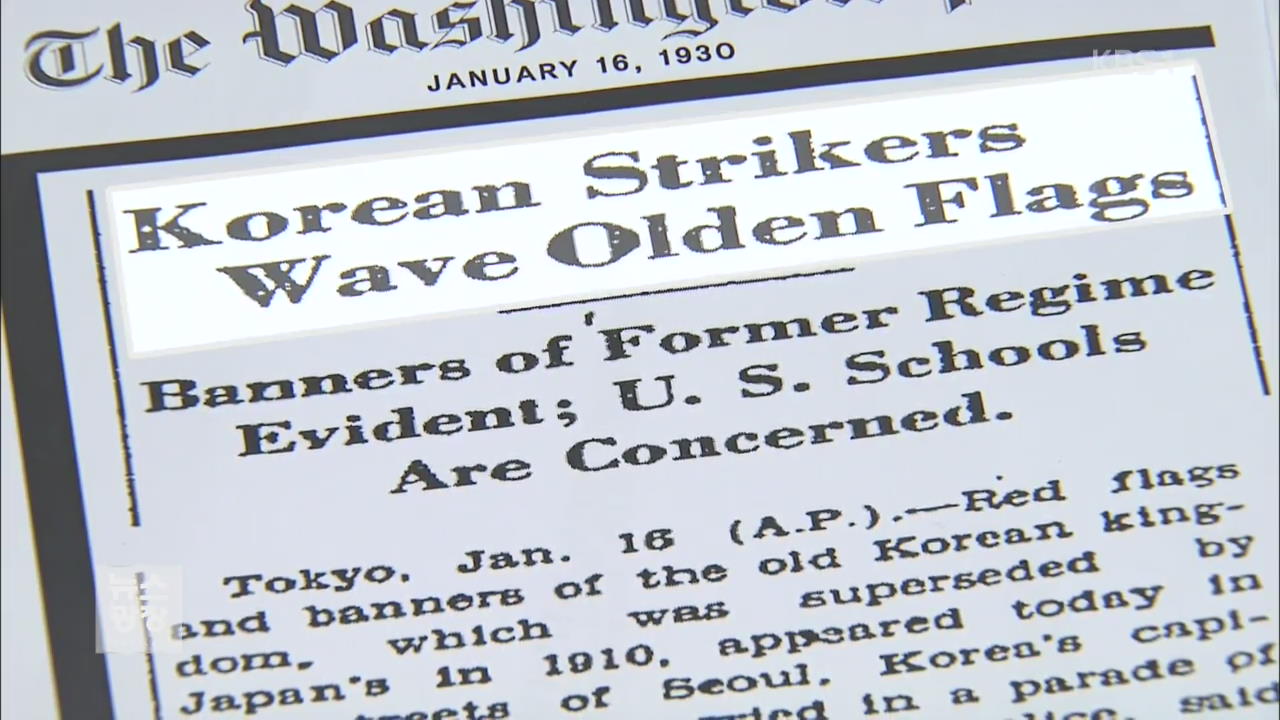 The Washington
JANUARY 16, 1930
KBS 1
Korean Strikers
Wave Olden Flags
Banners of Former Regime
Evident; U. S. Schools
Are Concerned.
Tokyo, Jan. 16 (A.P.).—Red flags
and banners of the old Korean king-
dom, which was superseded by
Japan's in 1910, appeared today in
of Seoul, Korea's capi-
in a parade of
said